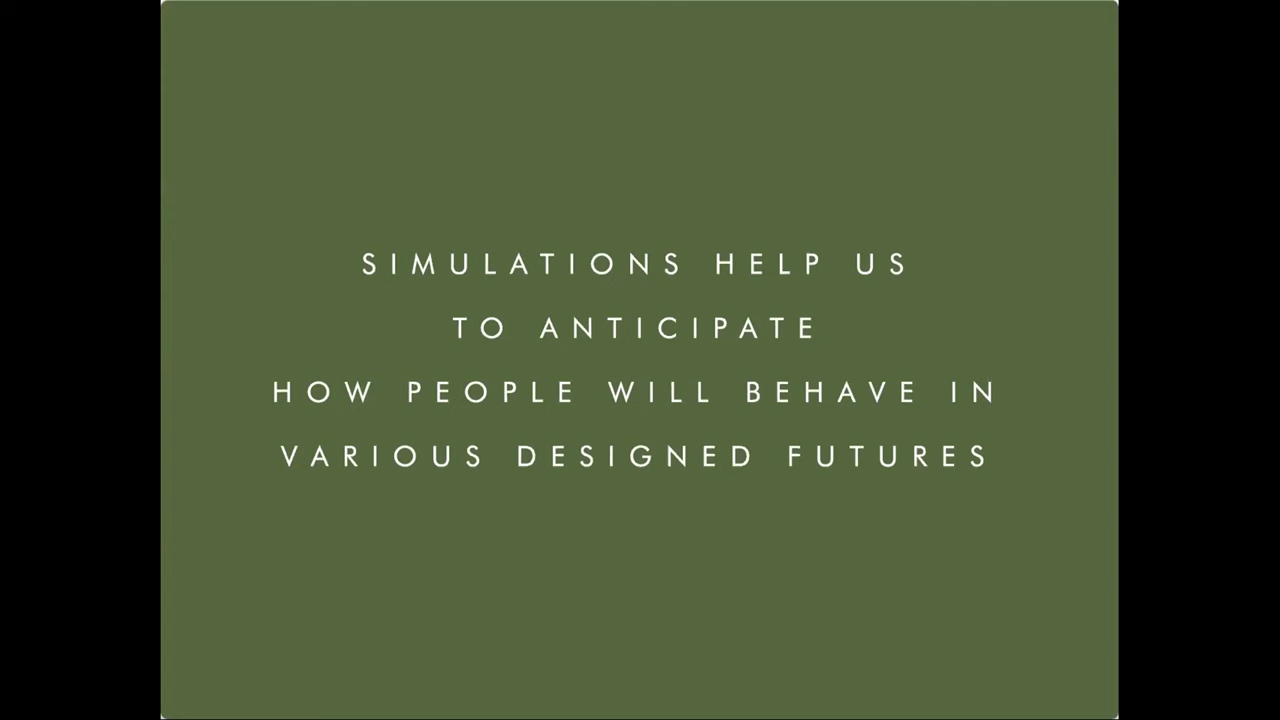 SIMULATIONS HELP US
TO ANTICIPATE
HOW PEOPLE WILL BEHAVE IN
VARIOUS DESIGNED FUTURES